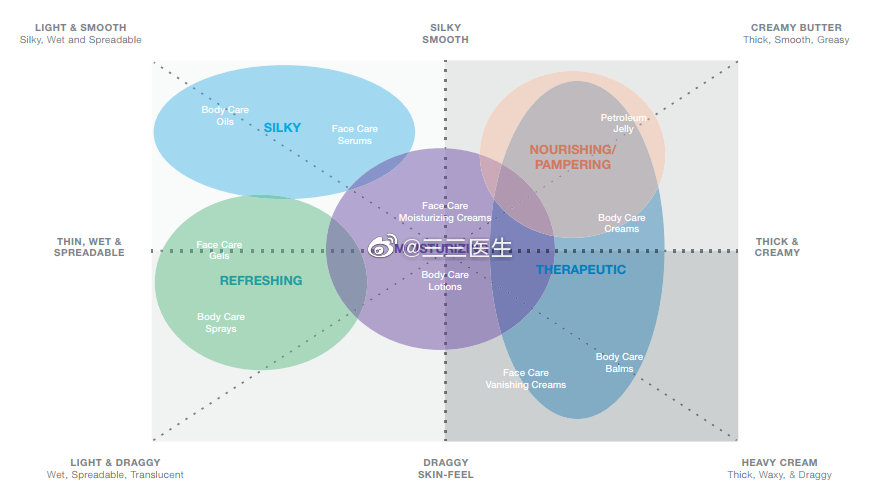 LIGHT & SMOOTH
Silky, Wet and Spreadable
SILKY
SMOOTH
CREAMY BUTTER
Thick, Smooth, Greasy
Body Care
Oils
SILKY
Face Care
Serums
Petroleum
Jelly
NOURISHING/
PAMPERING
Face Care
Moisturizing Creams
Body Care
Creams
THIN, WET &
SPREADABLE
Face Care
Gels
REFRESHING
@三三医生
Body Care
Lotions
THERAPEUTIC
THICK &
CREAMY
Body Care
Sprays
Face Care
Vanishing Creams
Body Care
Balms
LIGHT & DRAGGY
Wet, Spreadable, Translucent
DRAGGY
SKIN-FEEL
HEAVY CREAM
Thick, Waxy, & Draggy